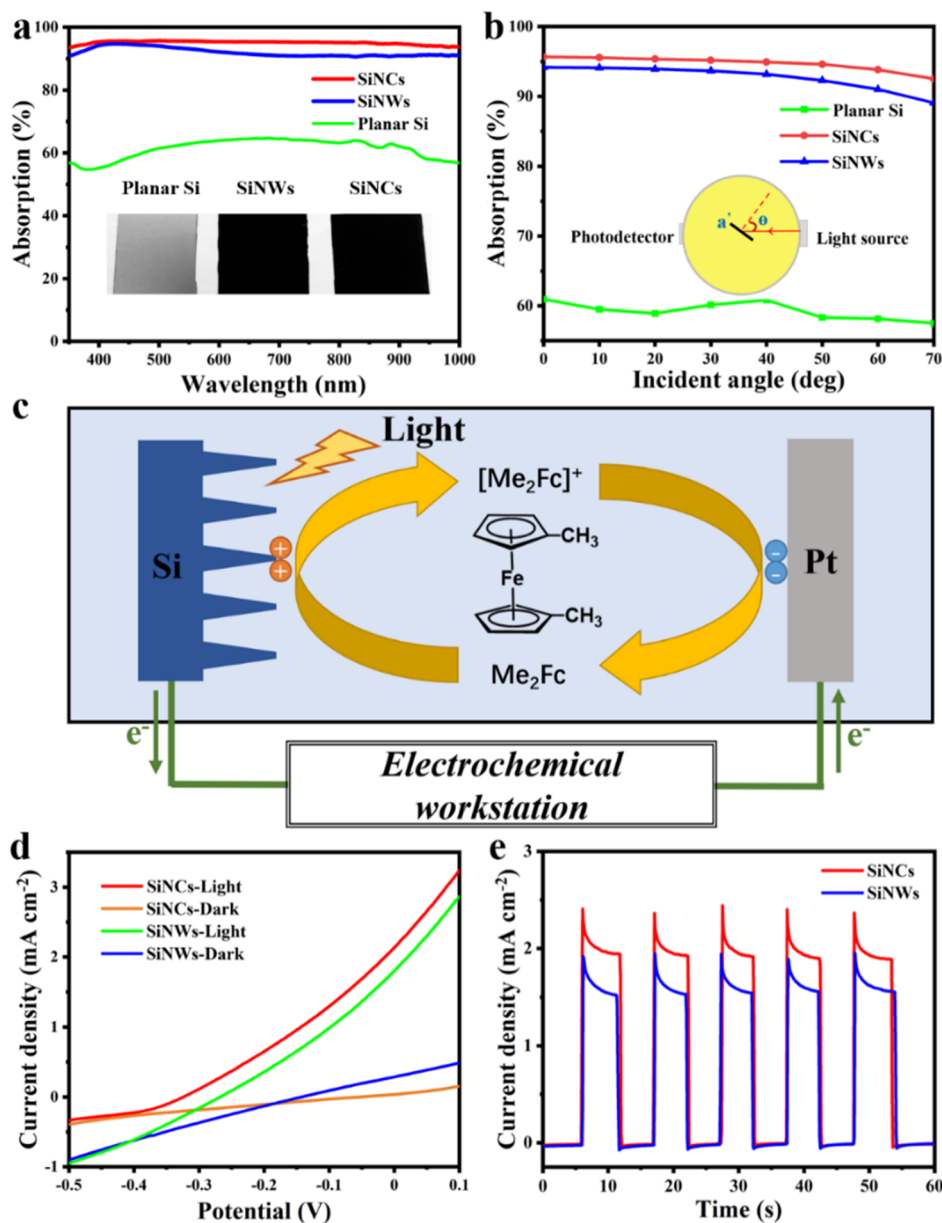 a
Absorption (%)
100
80
60
40
20
0
SiNCs
SiNWs
Planar Si
Planar Si SiNWs SiNCs
400 500 600 700 800 900 1000
Wavelength (nm)
b
Absorption (%)
100
90
80
70
60
Planar Si
SiNCs
SiNWs
a' θ
Photodetector
Light source
0 10 20 30 40 50 60 70
Incident angle (deg)
c
Light
[Me₂Fc]⁺
CH₃
Fe
CH₃
Me₂Fc
Si
+
+
-
-
Pt
e⁻
e⁻
Electrochemical
workstation
d
Current density (mA cm⁻²)
3
2
1
0
-1
SiNCs-Light
SiNCs-Dark
SiNWs-Light
SiNWs-Dark
-0.5 -0.4 -0.3 -0.2 -0.1 0 0.1
Potential (V)
e
Current density (mA cm⁻²)
3
2
1
0
SiNCs
SiNWs
0 10 20 30 40 50 60
Time (s)